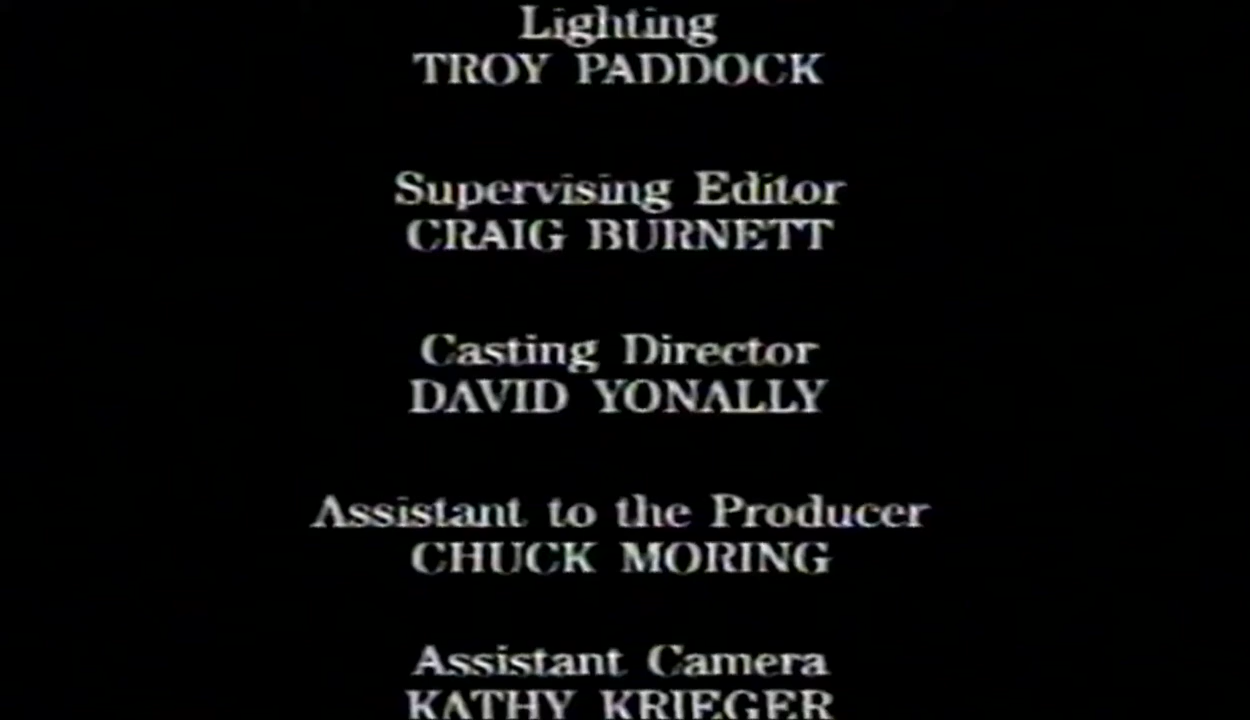 Lighting
TROY PADDOCK
Supervising Editor
CRAIG BURNETT
Casting Director
DAVID YONALLY
Assistant to the Producer
CHUCK MORING
Assistant Camera
KATHY KRIEGER